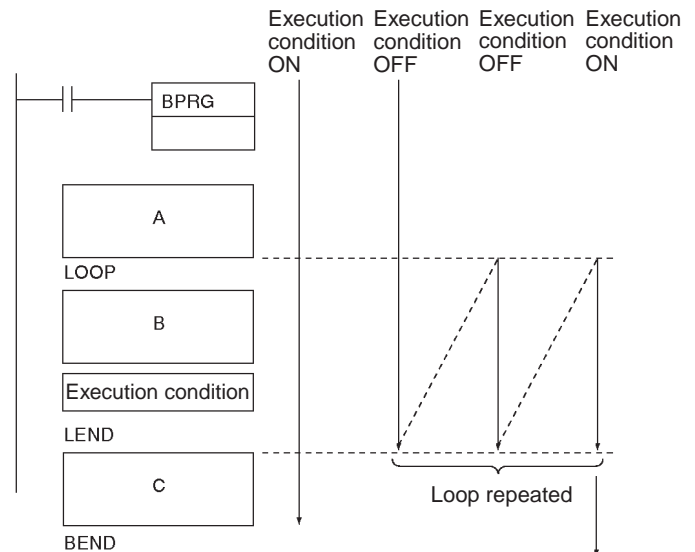 Execution condition ON
Execution condition OFF
Execution condition OFF
Execution condition ON
BPRG
A
LOOP
B
Execution condition
LEND
C
Loop repeated
BEND